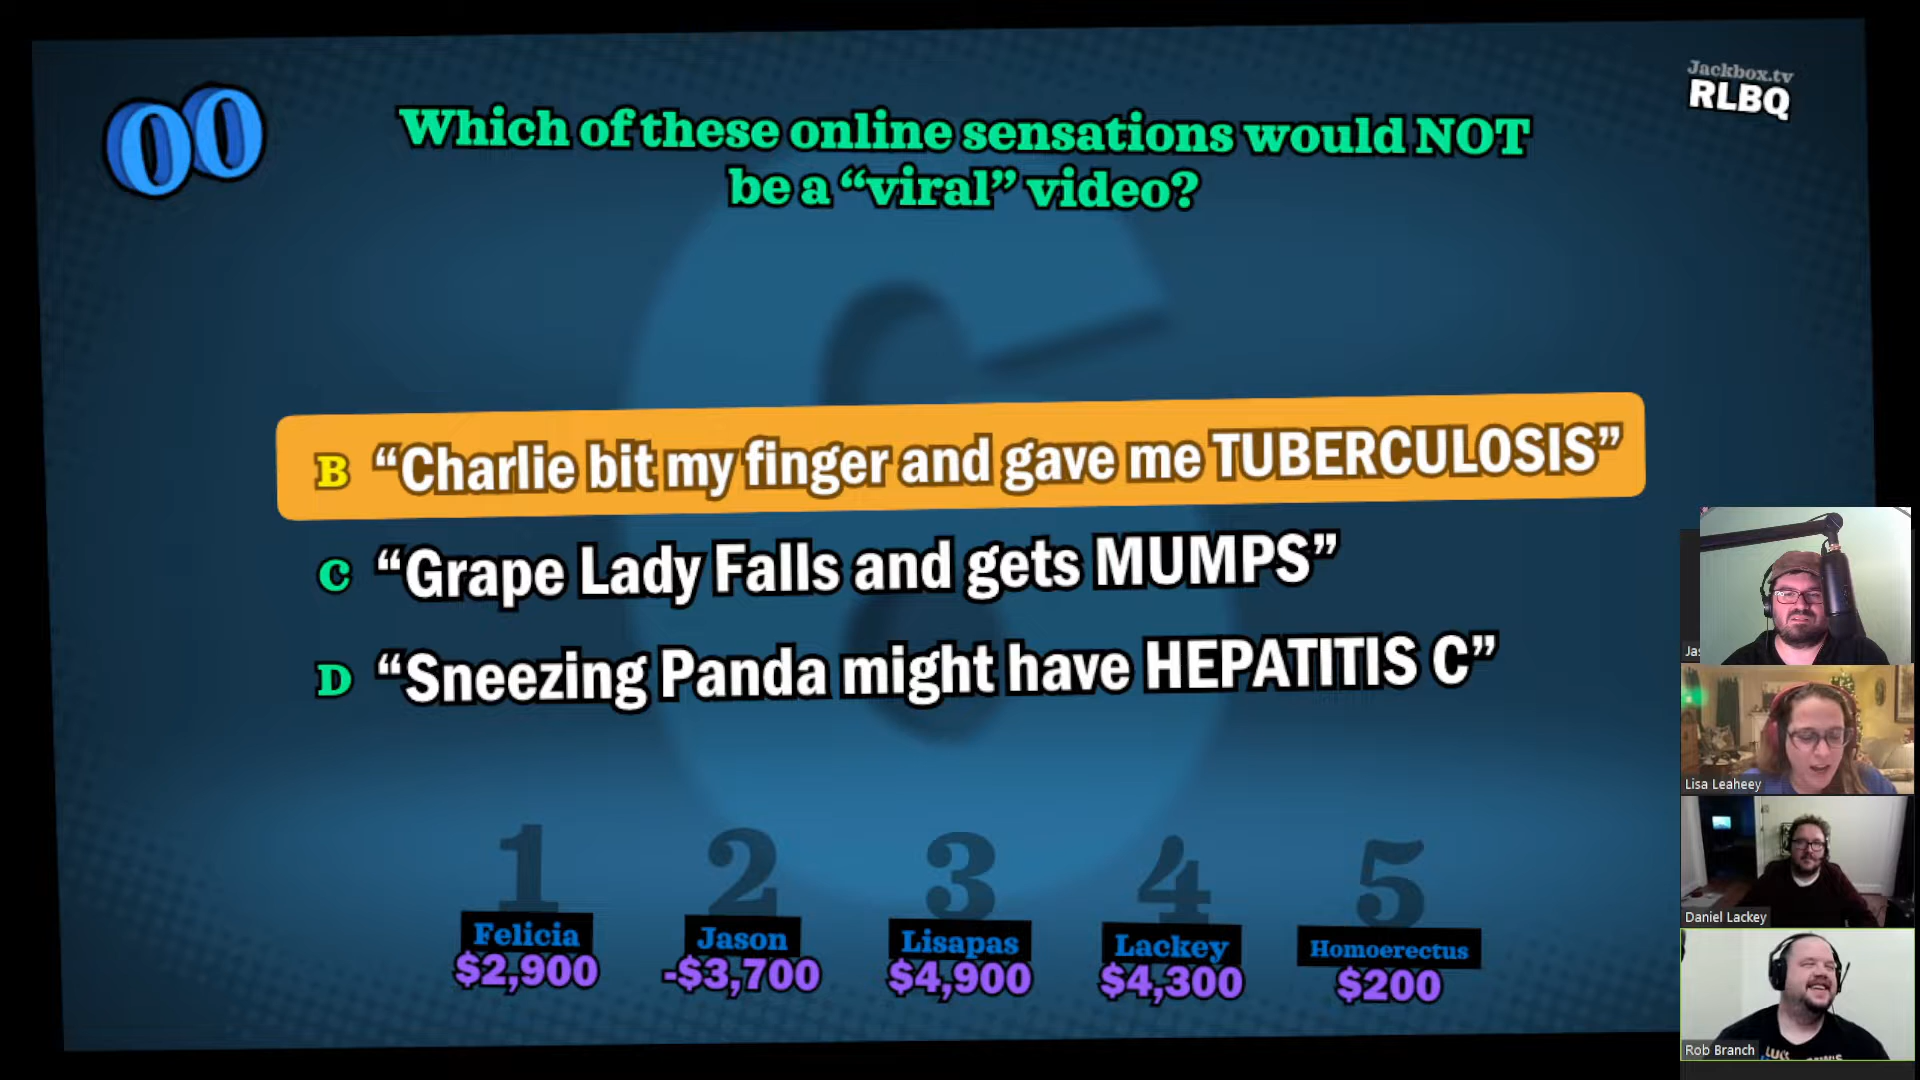 00
Jackbox.tv
RLBQ
Which of these online sensations would NOT
be a “viral” video?
B “Charlie bit my finger and gave me TUBERCULOSIS”
C “Grape Lady Falls and gets MUMPS”
D “Sneezing Panda might have HEPATITIS C”
1 2 3 4 5
Felicia Jason Lisapas Lackey Homoerectus
$2,900 -$3,700 $4,900 $4,300 $200
Lisa Leaheey
Daniel Lackey
Rob Branch